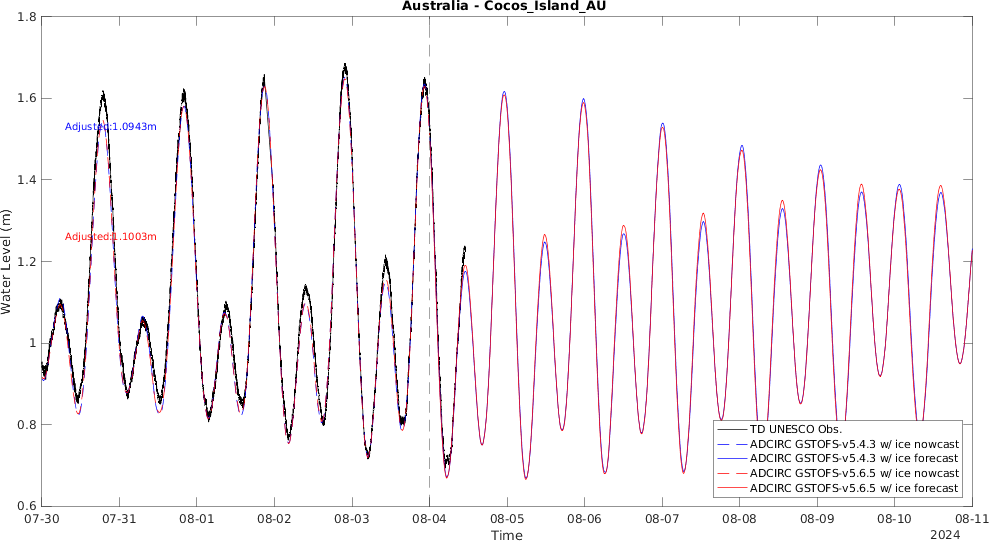 Australia - Cocos_Island_AU
1.8
1.6
1.4
1.2
1
0.8
0.6
Water Level (m)
Adjusted:1.0943m
Adjusted:1.1003m
TD UNESCO Obs.
ADCIRC GSTOFS-v5.4.3 w/ ice nowcast
ADCIRC GSTOFS-v5.4.3 w/ ice forecast
ADCIRC GSTOFS-v5.6.5 w/ ice nowcast
ADCIRC GSTOFS-v5.6.5 w/ ice forecast
07-30 07-31 08-01 08-02 08-03 08-04 08-05 08-06 08-07 08-08 08-09 08-10 08-11
Time
2024